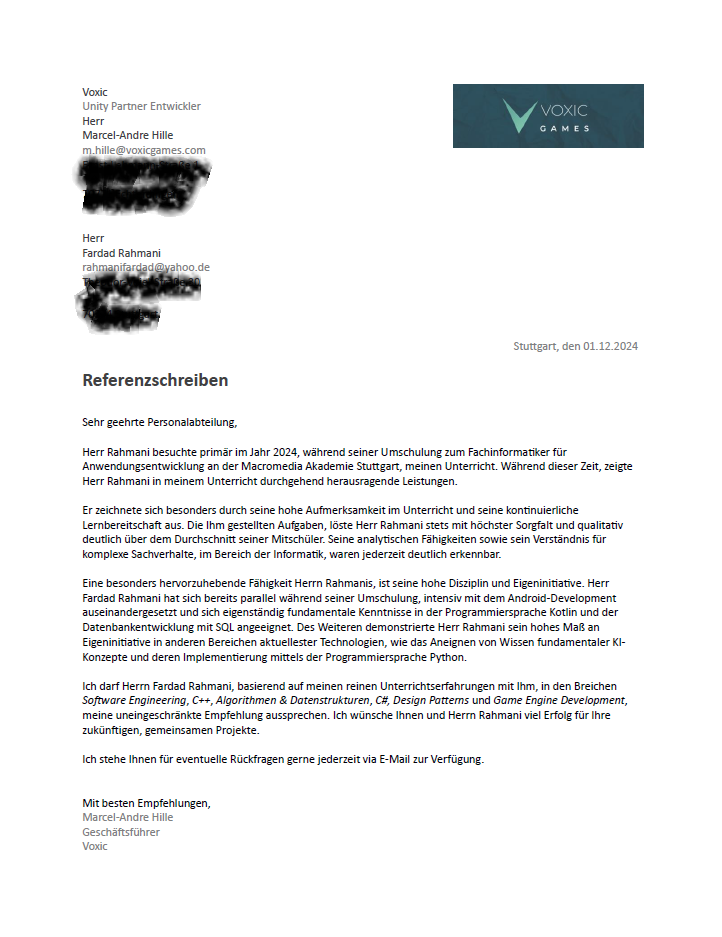 Voxic
Unity Partner Entwickler
Herr
Marcel-Andre Hille
m.hille@voxicgames.com
VOXIC
GAMES
Herr
Fardad Rahmani
rahmanifardad@yahoo.de
Stuttgart, den 01.12.2024
Referenzschreiben
Sehr geehrte Personalabteilung,
Herr Rahmani besuchte primär im Jahr 2024, während seiner Umschulung zum Fachinformatiker für
Anwendungsentwicklung an der Macromedia Akademie Stuttgart, meinen Unterricht. Während dieser Zeit, zeigte
Herr Rahmani in meinem Unterricht durchgehend herausragende Leistungen.
Er zeichnete sich besonders durch seine hohe Aufmerksamkeit im Unterricht und seine kontinuierliche
Lernbereitschaft aus. Die Ihm gestellten Aufgaben, löste Herr Rahmani stets mit höchster Sorgfalt und qualitativ
deutlich über dem Durchschnitt seiner Mitschüler. Seine analytischen Fähigkeiten sowie sein Verständnis für
komplexe Sachverhalte, im Bereich der Informatik, waren jederzeit deutlich erkennbar.
Eine besonders hervorzuhebende Fähigkeit Herrn Rahmanis, ist seine hohe Disziplin und Eigeninitiative. Herr
Fardad Rahmani hat sich bereits parallel während seiner Umschulung, intensiv mit dem Android-Development
auseinandergesetzt und sich eigenständig fundamentale Kenntnisse in der Programmiersprache Kotlin und der
Datenbankentwicklung mit SQL angeeignet. Des Weiteren demonstrierte Herr Rahmani sein hohes Maß an
Eigeninitiative in anderen Bereichen aktuellester Technologien, wie das Aneignen von Wissen fundamentaler KI-
Konzepte und deren Implementierung mittels der Programmiersprache Python.
Ich darf Herrn Fardad Rahmani, basierend auf meinen reinen Unterrichtserfahrungen mit Ihm, in den Breichen
Software Engineering, C++, Algorithmen & Datenstrukturen, C#, Design Patterns und Game Engine Development,
meine uneingeschränkte Empfehlung aussprechen. Ich wünsche Ihnen und Herrn Rahmani viel Erfolg für Ihre
zukünftigen, gemeinsamen Projekte.
Ich stehe Ihnen für eventuelle Rückfragen gerne jederzeit via E-Mail zur Verfügung.
Mit besten Empfehlungen,
Marcel-Andre Hille
Geschäftsführer
Voxic